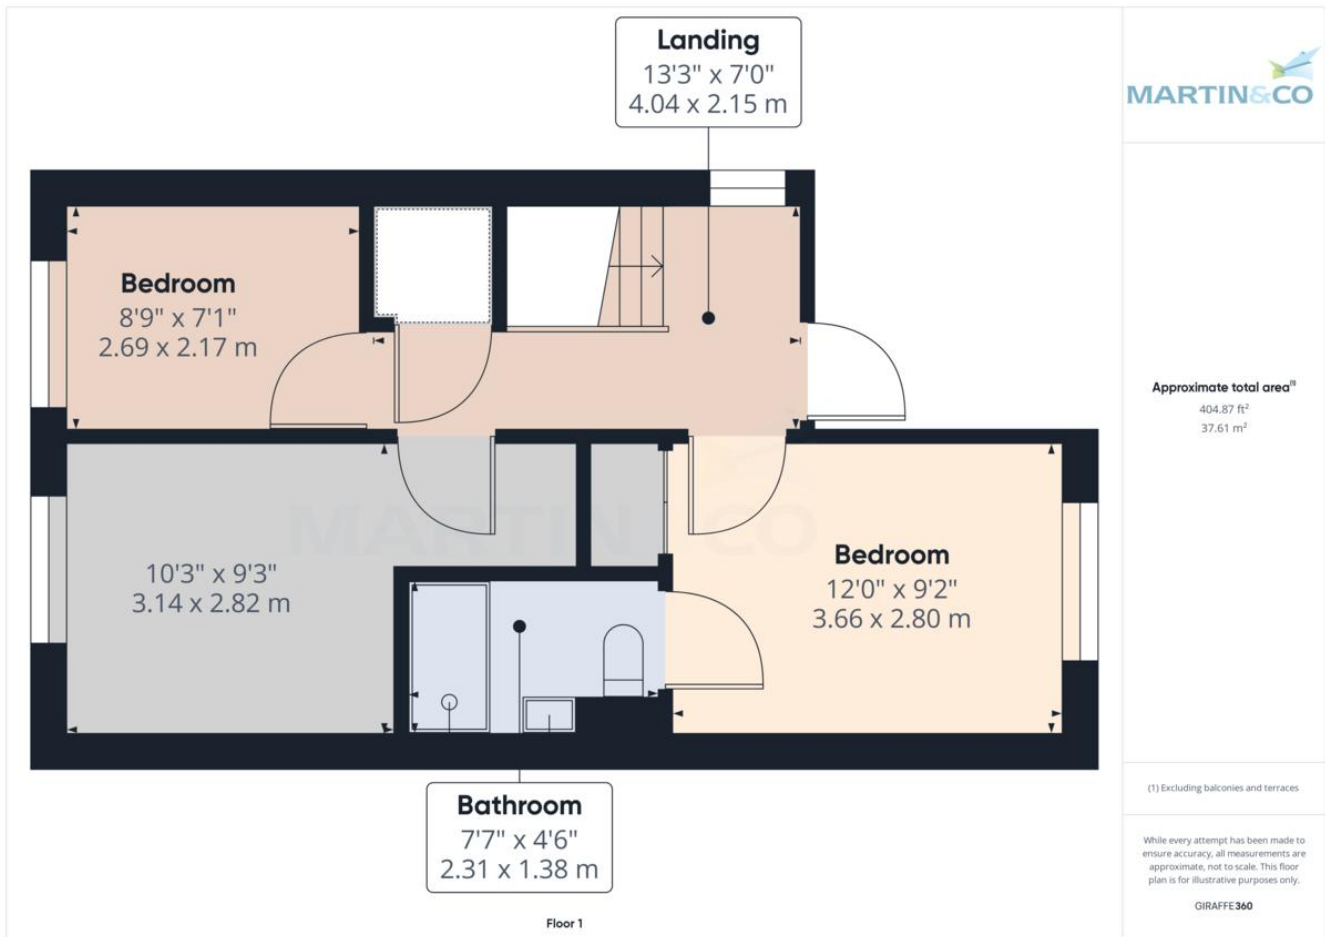 Landing
13'3" x 7'0"
4.04 x 2.15 m
MARTIN&CO
Bedroom
8'9" x 7'1"
2.69 x 2.17 m
Approximate total area(1)
404.87 ft²
37.61 m²
MARTIN&CO
10'3" x 9'3"
3.14 x 2.82 m
Bedroom
12'0" x 9'2"
3.66 x 2.80 m
Bathroom
7'7" x 4'6"
2.31 x 1.38 m
Floor 1
(1) Excluding balconies and terraces
While every attempt has been made to
ensure accuracy, all measurements are
approximate, not to scale. This floor
plan is for illustrative purposes only.
GIRAFFE360